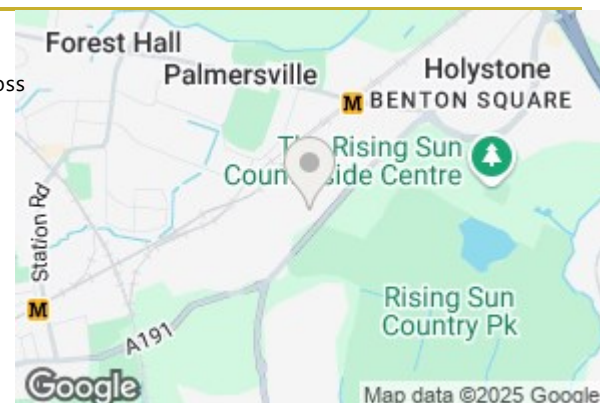 Forest Hall
oss
Palmersville
Holystone
M BENTON SQUARE
The Rising Sun
Countryside Centre
Station Rd
M
Rising Sun
Country Pk
A191
Google
Map data ©2025 Google